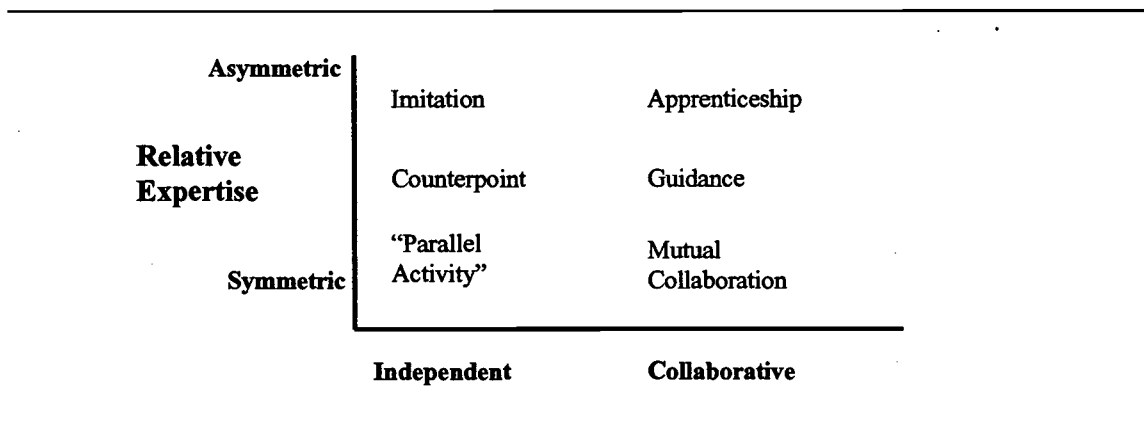 Asymmetric
Imitation Apprenticeship
Relative
Expertise
Counterpoint Guidance
“Parallel
Activity”
Mutual
Collaboration
Symmetric
Independent Collaborative